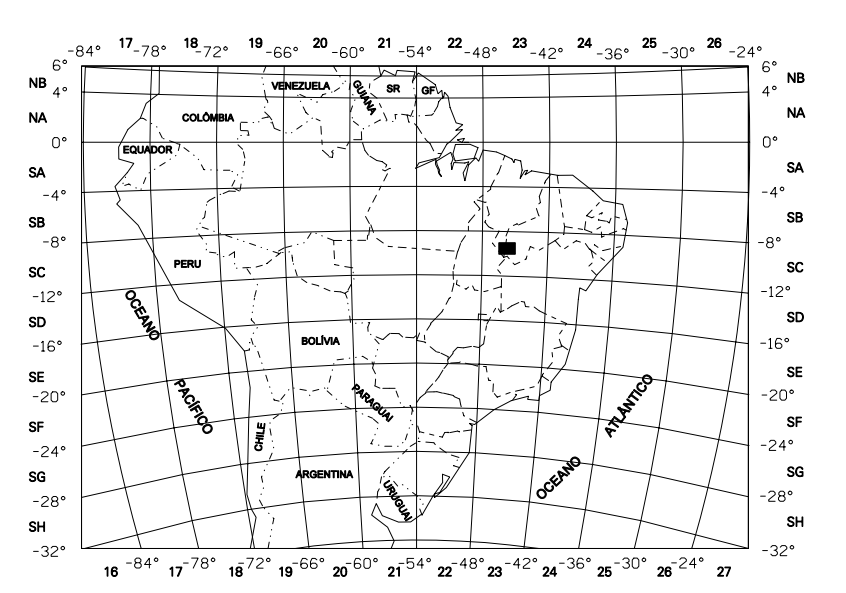 17 18 19 20 21 22 23 24 25 26
-84° -78° -72° -66° -60° -54° -48° -42° -36° -30° -24°
6° 6°
NB VENEZUELA GUIANA SR GF NB
4° 4°
NA COLÔMBIA NA
0° EQUADOR 0°
SA SA
-4° -4°
SB SB
-8° -8°
SC PERU SC
-12° -12°
OCEANO
SD SD
BOLÍVIA
-16° -16°
SE SE
PACÍFICO PARAGUAI ATLÂNTICO
-20° -20°
SF CHILE SF
-24° -24°
SG ARGENTINA OCEANO SG
-28° URUGUAI -28°
SH SH
-32° -32°
-84° -78° -72° -66° -60° -54° -48° -42° -36° -30° -24°
16 17 18 19 20 21 22 23 24 25 26 27